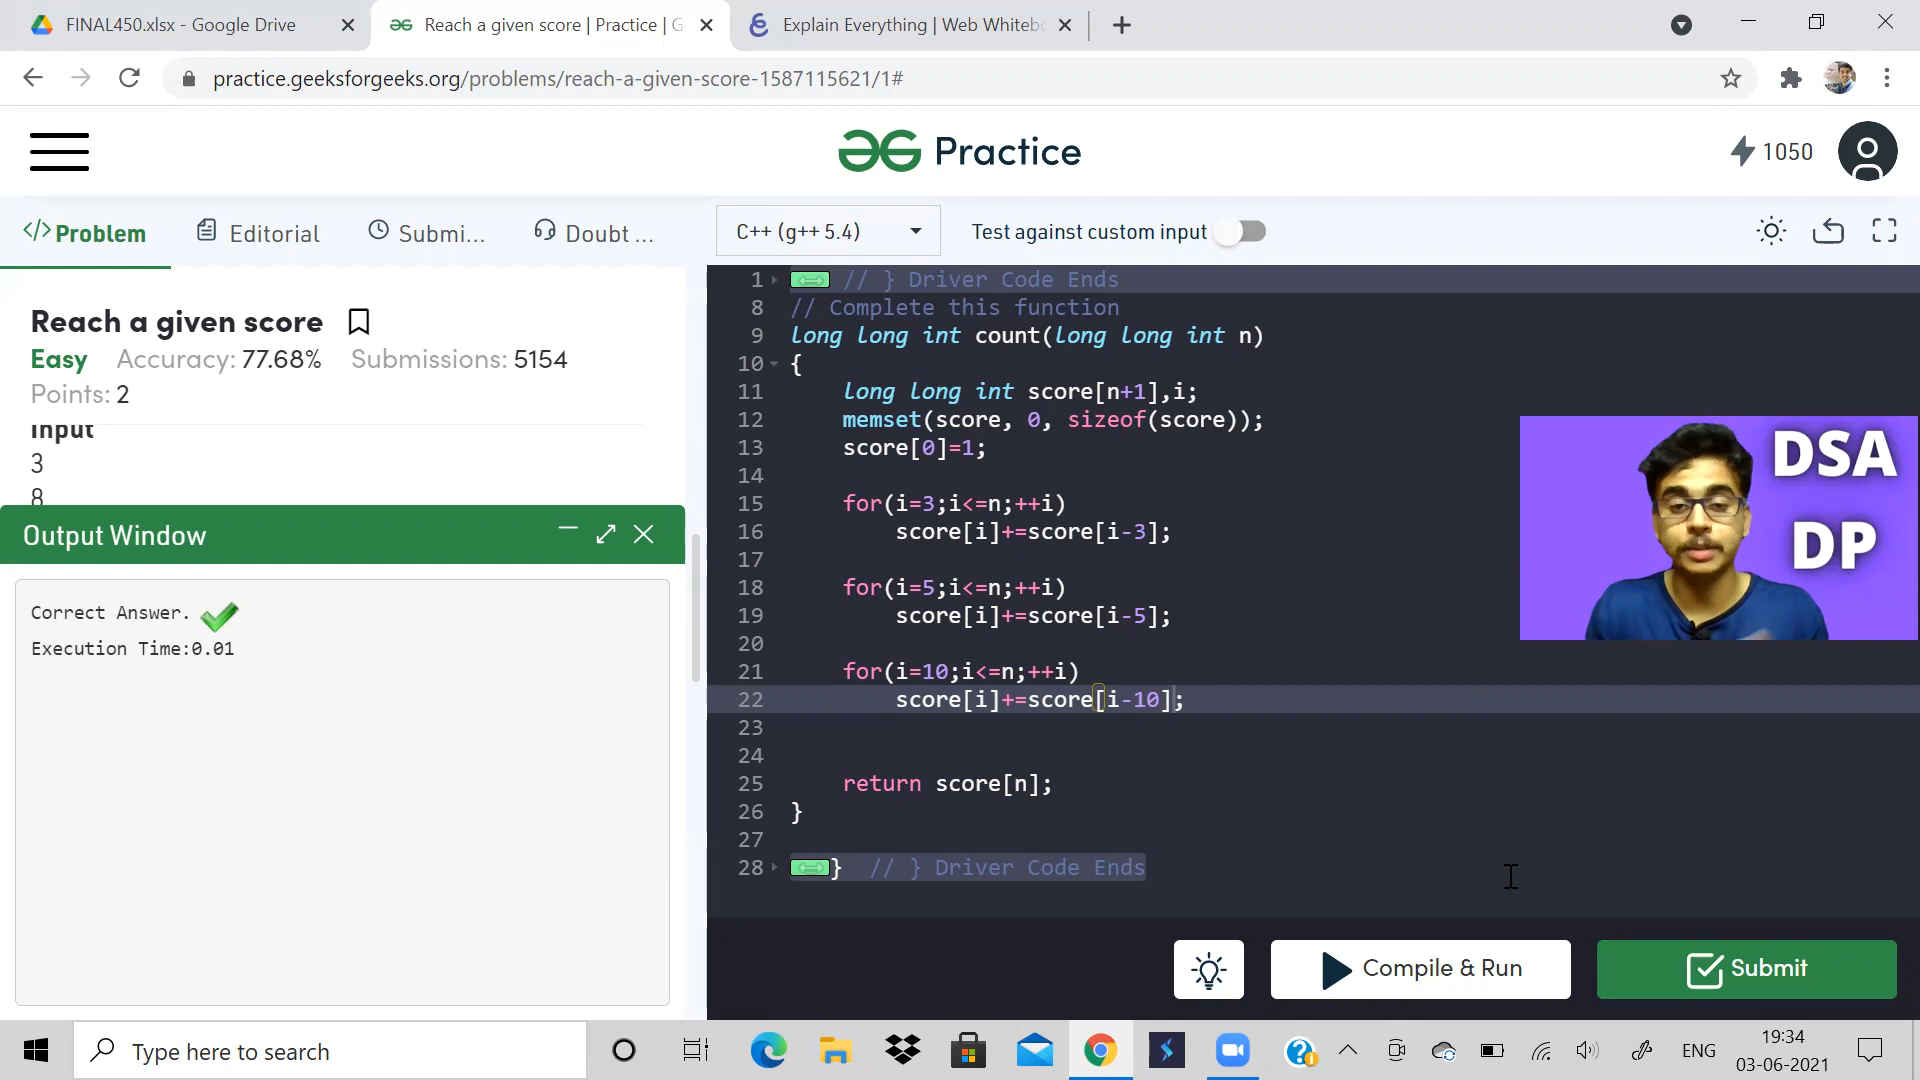 FINAL450.xlsx - Google Drive
Reach a given score | Practice | G
Explain Everything | Web Whitebo
practice.geeksforgeeks.org/problems/reach-a-given-score-1587115621/1#
Practice
1050
</> Problem
Editorial
Submi...
Doubt ...
C++ (g++ 5.4)
Test against custom input
Reach a given score
Easy Accuracy: 77.68% Submissions: 5154
Points: 2
Input
3
8
Output Window
Correct Answer.
Execution Time:0.01
1 // } Driver Code Ends
8 // Complete this function
9 long long int count(long long int n)
10 {
11 long long int score[n+1],i;
12 memset(score, 0, sizeof(score));
13 score[0]=1;
14
15 for(i=3;i<=n;++i)
16 score[i]+=score[i-3];
17
18 for(i=5;i<=n;++i)
19 score[i]+=score[i-5];
20
21 for(i=10;i<=n;++i)
22 score[i]+=score[i-10];
23
24
25 return score[n];
26 }
27
28 } // } Driver Code Ends
DSA
DP
Compile & Run
Submit
Type here to search
ENG
19:34
03-06-2021